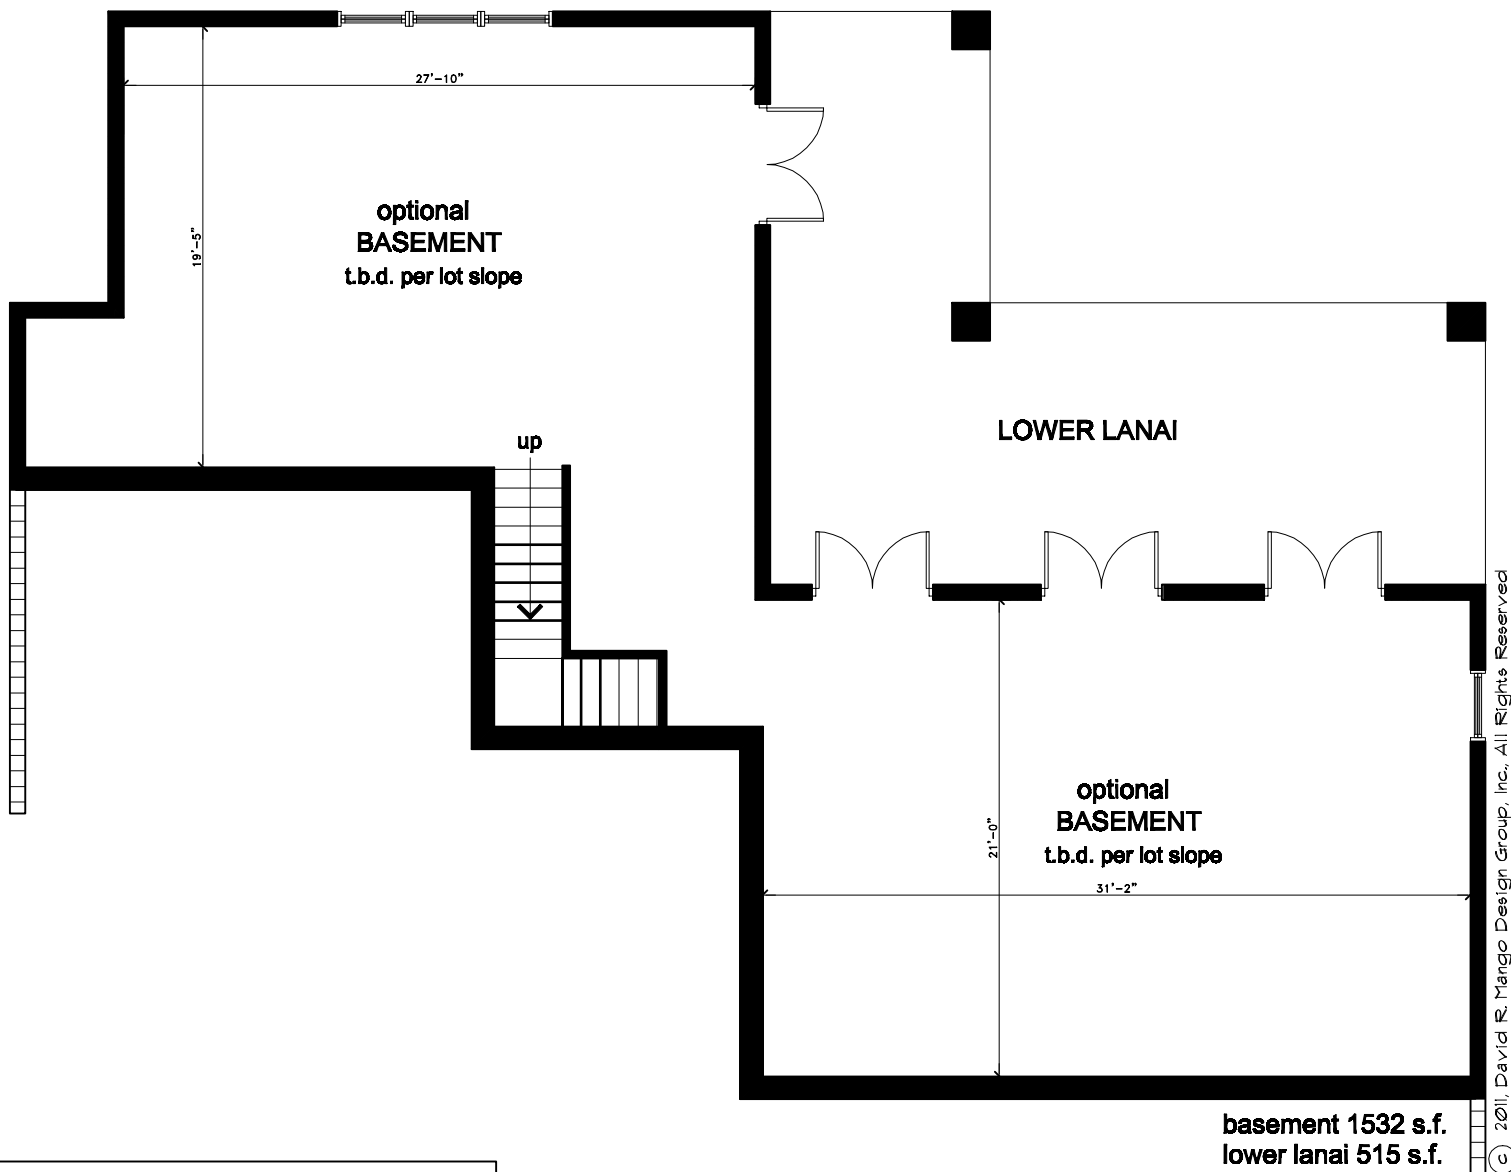 27'-10"
19'-5"
optional
BASEMENT
t.b.d. per lot slope
up
LOWER LANAI
optional
BASEMENT
t.b.d. per lot slope
21'-0"
31'-2"
basement 1532 s.f.
lower lanai 515 s.f.
© 2011, David R. Mango Design Group, Inc., All Rights Reserved